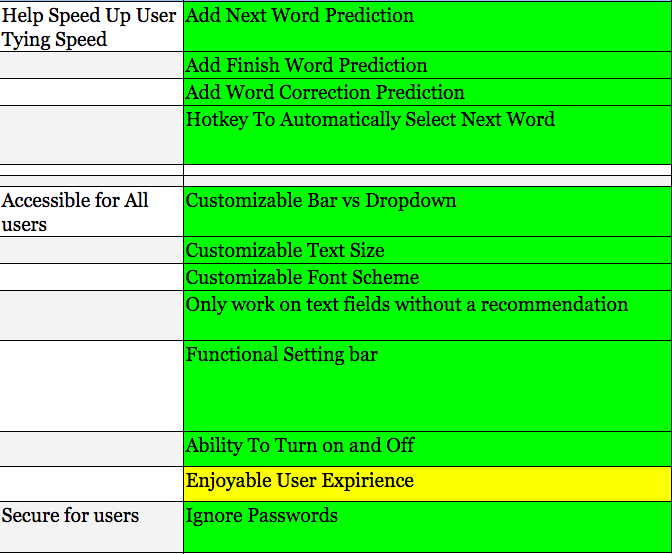 Help Speed Up User
Tying Speed
Add Next Word Prediction
Add Finish Word Prediction
Add Word Correction Prediction
Hotkey To Automatically Select Next Word
Accessible for All
users
Customizable Bar vs Dropdown
Customizable Text Size
Customizable Font Scheme
Only work on text fields without a recommendation
Functional Setting bar
Ability To Turn on and Off
Enjoyable User Expirience
Secure for users
Ignore Passwords